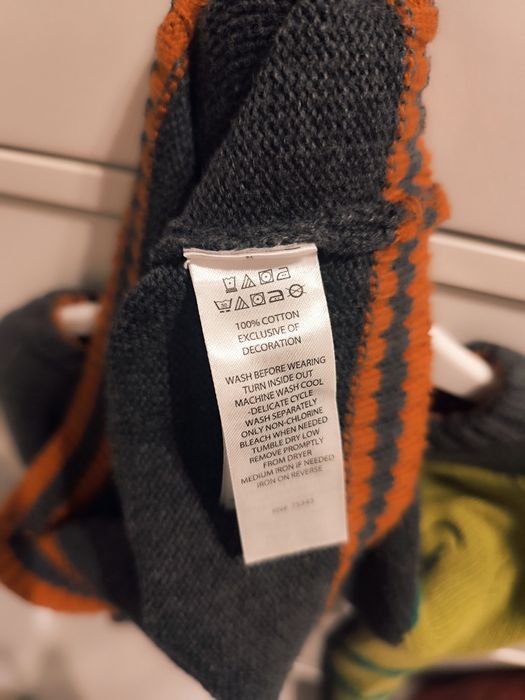 100% COTTON
EXCLUSIVE OF
DECORATION
WASH BEFORE WEARING
TURN INSIDE OUT
MACHINE WASH COOL
-DELICATE CYCLE
WASH SEPARATELY
ONLY NON-CHLORINE
BLEACH WHEN NEEDED
TUMBLE DRY LOW
REMOVE PROMPTLY
FROM DRYER
MEDIUM IRON IF NEEDED
IRON ON REVERSE